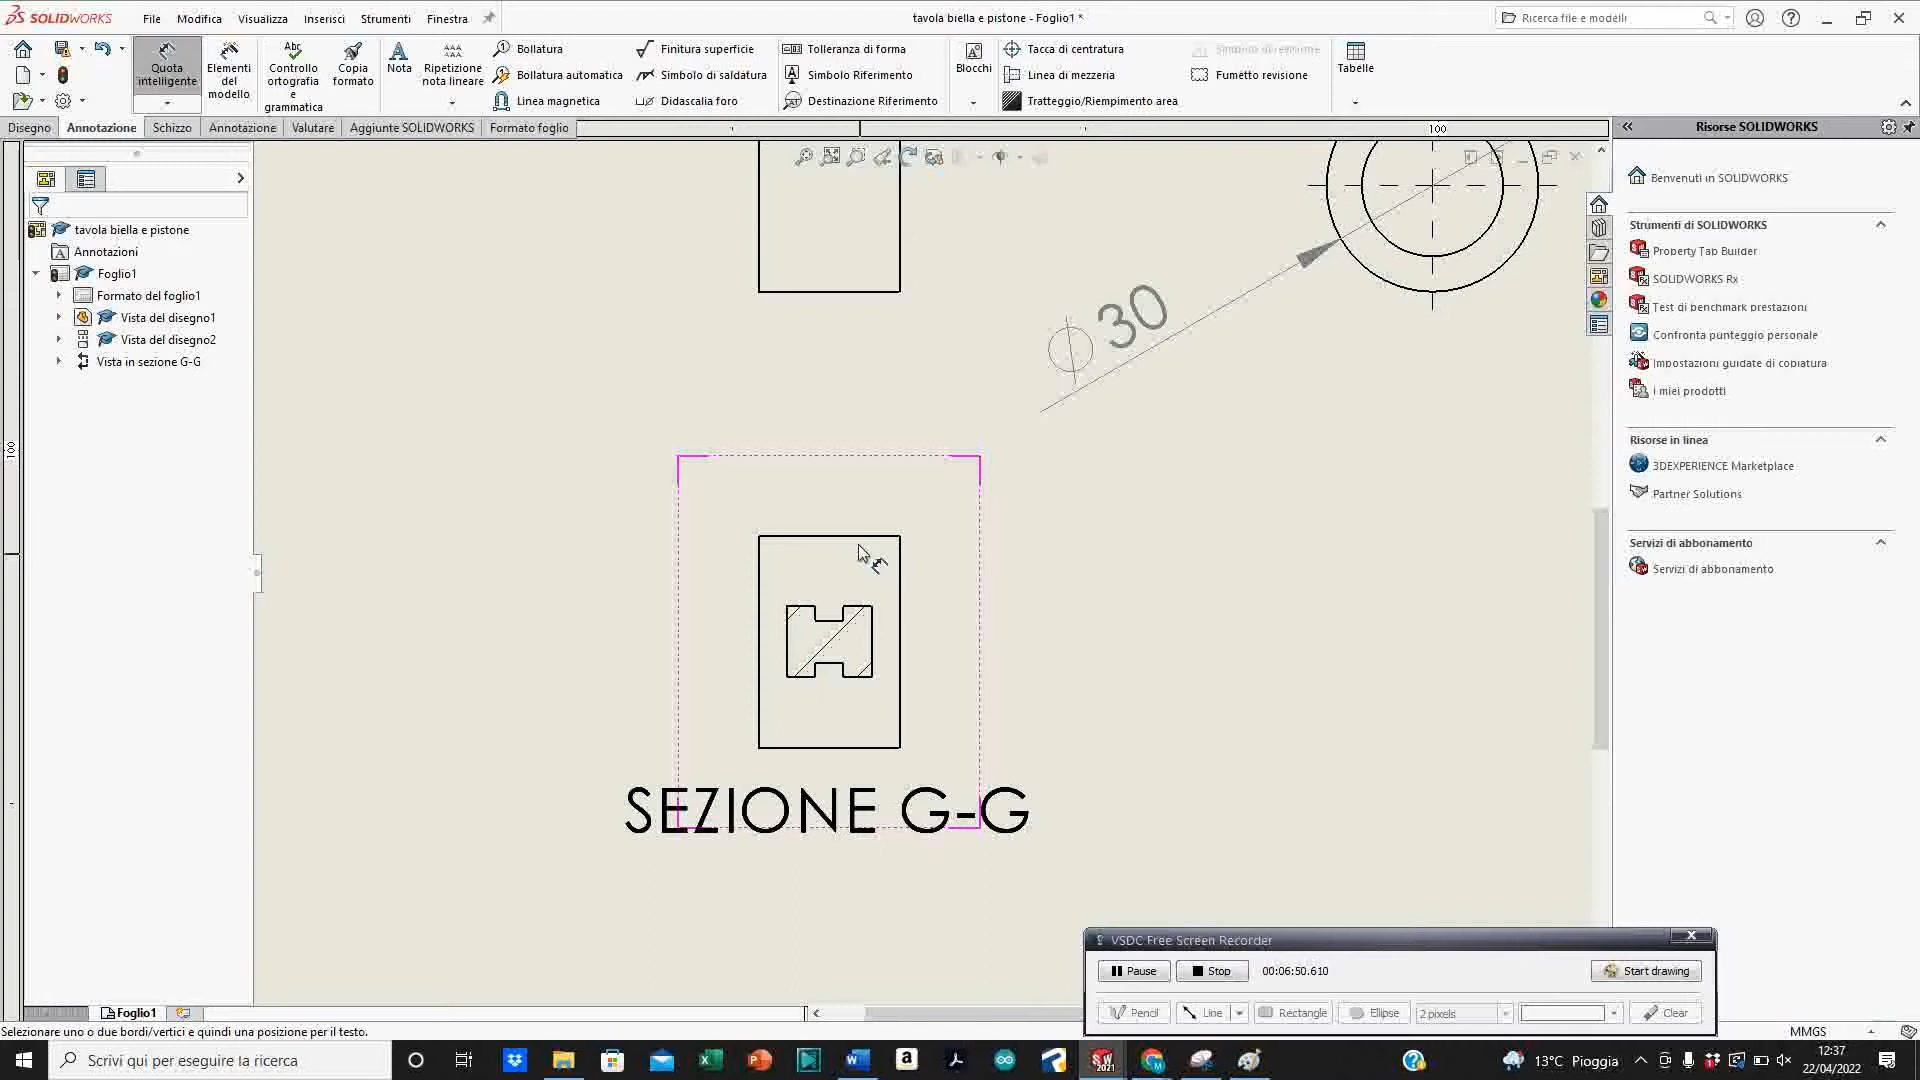 SOLIDWORKS
File Modifica Visualizza Inserisci Strumenti Finestra
tavola biella e pistone - Foglio1 *
Ricerca file e modelli
Quota intelligente
Elementi del modello
Controllo ortografia e grammatica
Copia formato
Nota
Ripetizione nota lineare
Bollatura
Bollatura automatica
Linea magnetica
Finitura superficie
Simbolo di saldatura
Didascalia foro
Tolleranza di forma
Simbolo Riferimento
Destinazione Riferimento
Blocchi
Tacca di centratura
Linea di mezzeria
Tratteggio/Riempimento area
Simbolo di revisione
Fumetto revisione
Tabelle
Disegno Annotazione Schizzo Annotazione Valutare Aggiunte SOLIDWORKS Formato foglio
100
100
tavola biella e pistone
Annotazioni
Foglio1
Formato del foglio1
Vista del disegno1
Vista del disegno2
Vista in sezione G-G
∅ 30
SEZIONE G-G
Risorse SOLIDWORKS
Benvenuti in SOLIDWORKS
Strumenti di SOLIDWORKS
Property Tab Builder
SOLIDWORKS Rx
Test di benchmark prestazioni
Confronta punteggio personale
Impostazioni guidate di copiatura
I miei prodotti
Risorse in linea
3DEXPERIENCE Marketplace
Partner Solutions
Servizi di abbonamento
Servizi di abbonamento
VSDC Free Screen Recorder
Pause Stop 00:06:50.610 Start drawing
Pencil Line Rectangle Ellipse 2 pixels Clear
Foglio1
Selezionare uno o due bordi/vertici e quindi una posizione per il testo.
MMGS
Scrivi qui per eseguire la ricerca
13°C Pioggia
12:37
22/04/2022